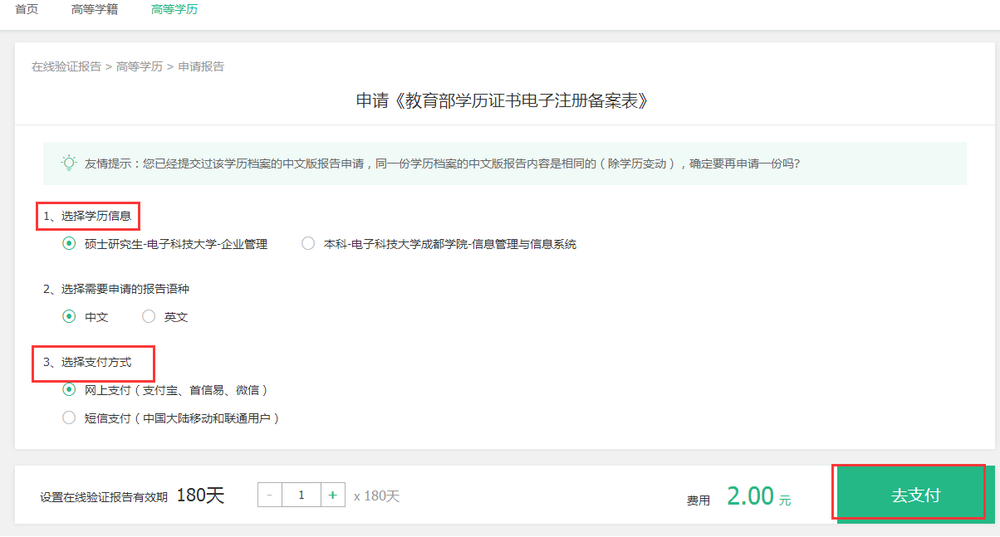 首页 高等学籍 高等学历
在线验证报告 > 高等学历 > 申请报告
申请《教育部学历证书电子注册备案表》
友情提示：您已经提交过该学历档案的中文版报告申请，同一份学历档案的中文版报告内容是相同的（除学历变动），确定要再申请一份吗?
1、选择学历信息
硕士研究生-电子科技大学-企业管理 本科-电子科技大学成都学院-信息管理与信息系统
2、选择需要申请的报告语种
中文 英文
3、选择支付方式
网上支付（支付宝、首信易、微信）
短信支付（中国大陆移动和联通用户）
设置在线验证报告有效期 180天 - 1 + x 180天 费用 2.00 元 去支付